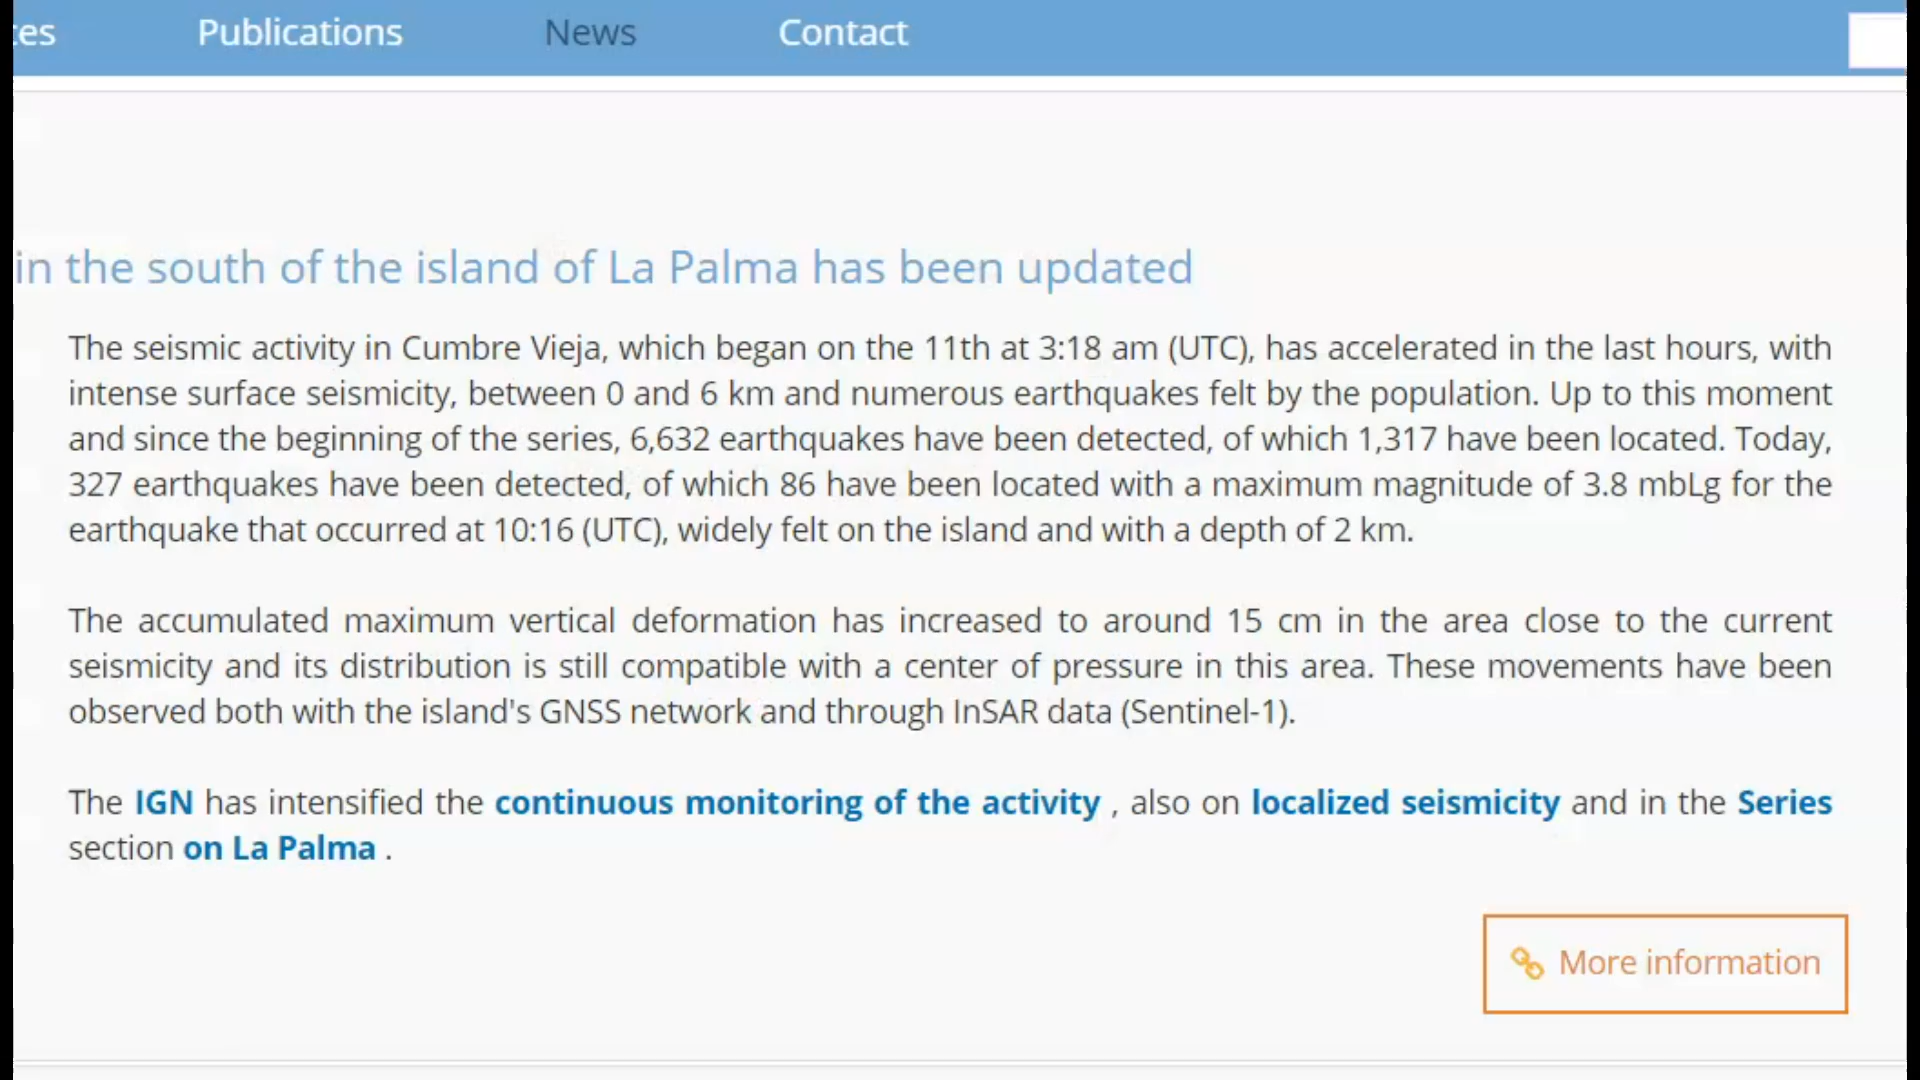 Publications News Contact
in the south of the island of La Palma has been updated
The seismic activity in Cumbre Vieja, which began on the 11th at 3:18 am (UTC), has accelerated in the last hours, with
intense surface seismicity, between 0 and 6 km and numerous earthquakes felt by the population. Up to this moment
and since the beginning of the series, 6,632 earthquakes have been detected, of which 1,317 have been located. Today,
327 earthquakes have been detected, of which 86 have been located with a maximum magnitude of 3.8 mbLg for the
earthquake that occurred at 10:16 (UTC), widely felt on the island and with a depth of 2 km.
The accumulated maximum vertical deformation has increased to around 15 cm in the area close to the current
seismicity and its distribution is still compatible with a center of pressure in this area. These movements have been
observed both with the island's GNSS network and through InSAR data (Sentinel-1).
The IGN has intensified the continuous monitoring of the activity , also on localized seismicity and in the Series
section on La Palma .
More information